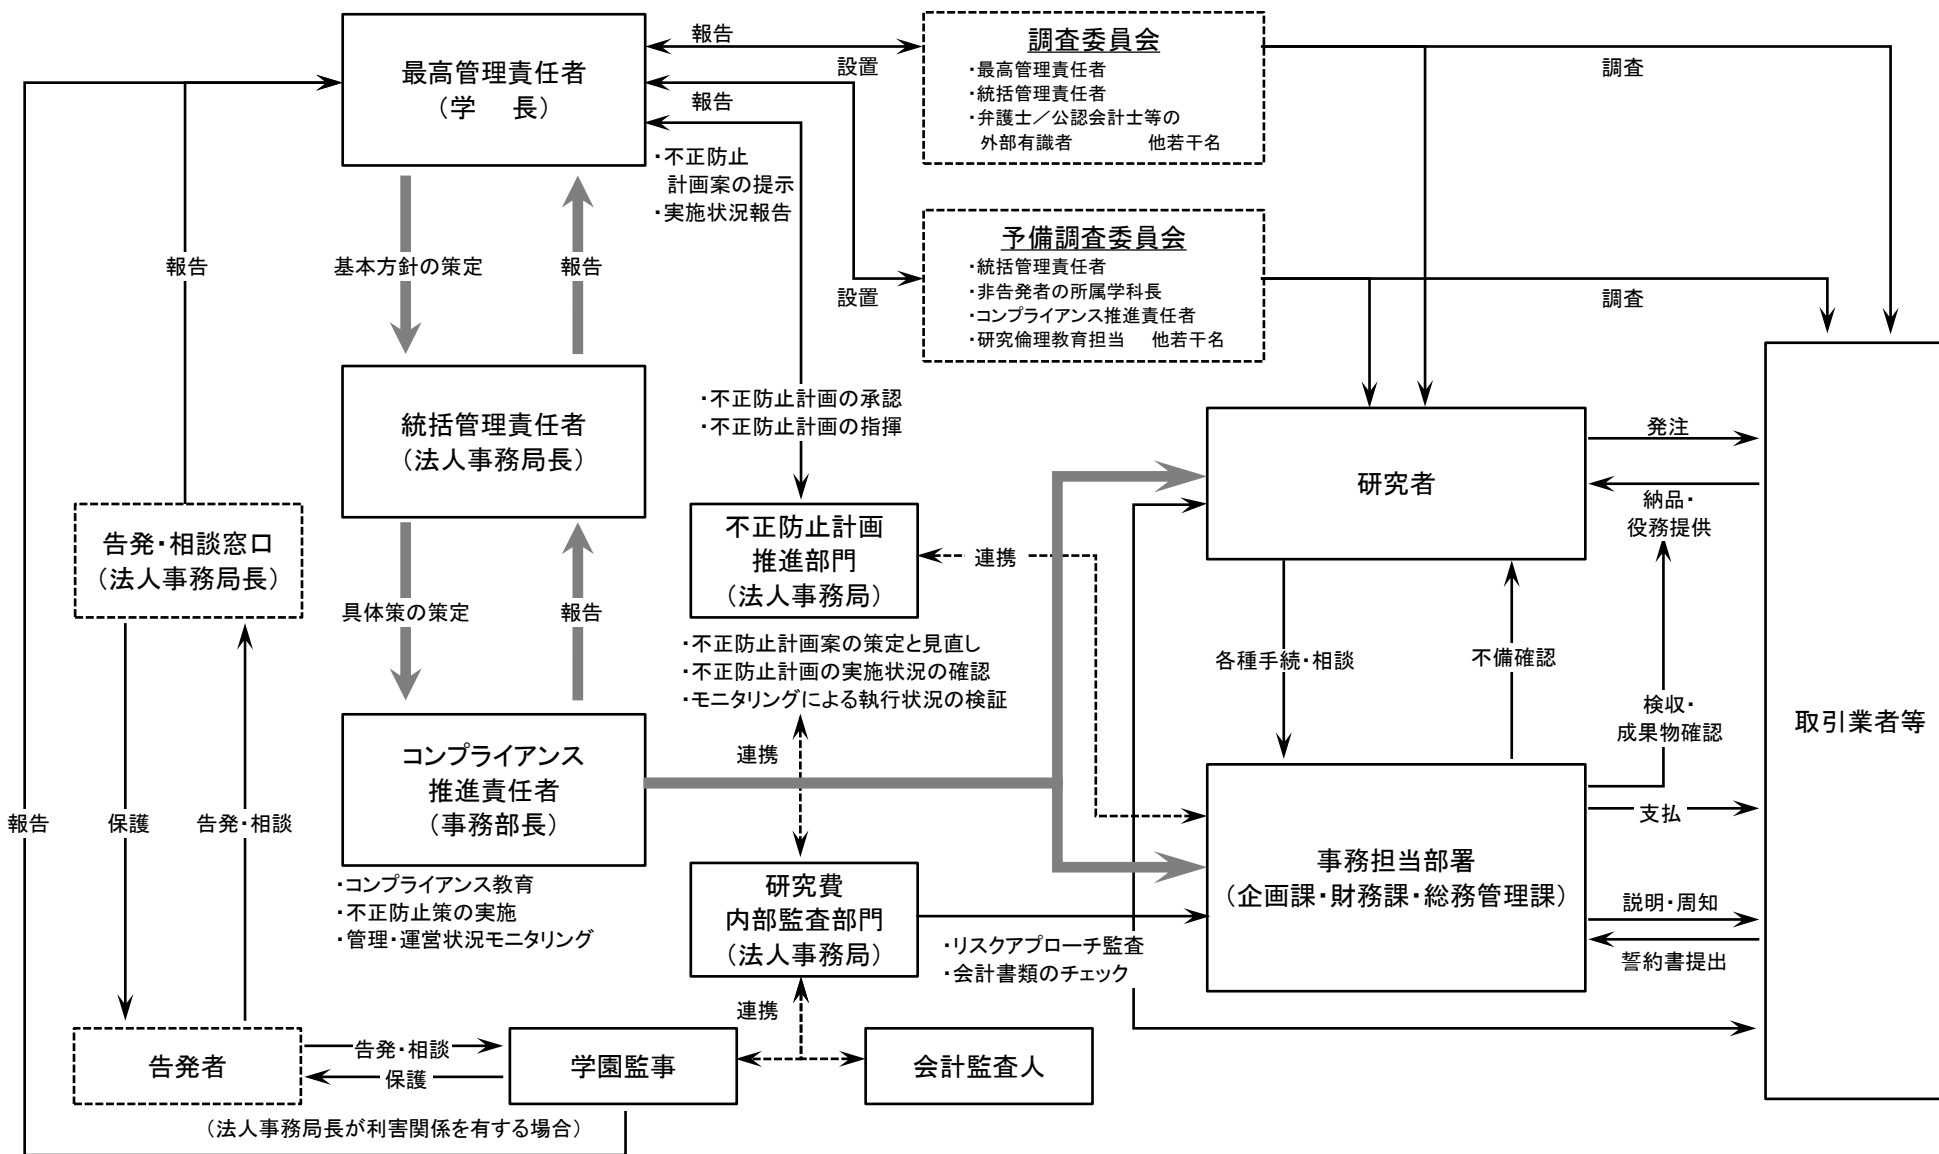 最高管理責任者
（学　長）
報告
設置
報告
調査委員会
・最高管理責任者
・統括管理責任者
・弁護士／公認会計士等の
外部有識者　他若干名
調査
・不正防止
計画案の提示
・実施状況報告
予備調査委員会
・統括管理責任者
・非告発者の所属学科長
・コンプライアンス推進責任者
・研究倫理教育担当　他若干名
設置
調査
報告
基本方針の策定
報告
統括管理責任者
（法人事務局長）
・不正防止計画の承認
・不正防止計画の指揮
研究者
発注
納品・
役務提供
告発・相談窓口
（法人事務局長）
不正防止計画
推進部門
（法人事務局）
連携
具体策の策定
報告
・不正防止計画案の策定と見直し
・不正防止計画の実施状況の確認
・モニタリングによる執行状況の検証
各種手続・相談
不備確認
検収・
成果物確認
取引業者等
コンプライアンス
推進責任者
（事務部長）
連携
報告
保護
告発・相談
支払
事務担当部署
（企画課・財務課・総務管理課）
・コンプライアンス教育
・不正防止策の実施
・管理・運営状況モニタリング
研究費
内部監査部門
（法人事務局）
・リスクアプローチ監査
・会計書類のチェック
説明・周知
誓約書提出
連携
告発者
告発・相談
保護
学園監事
会計監査人
（法人事務局長が利害関係を有する場合）